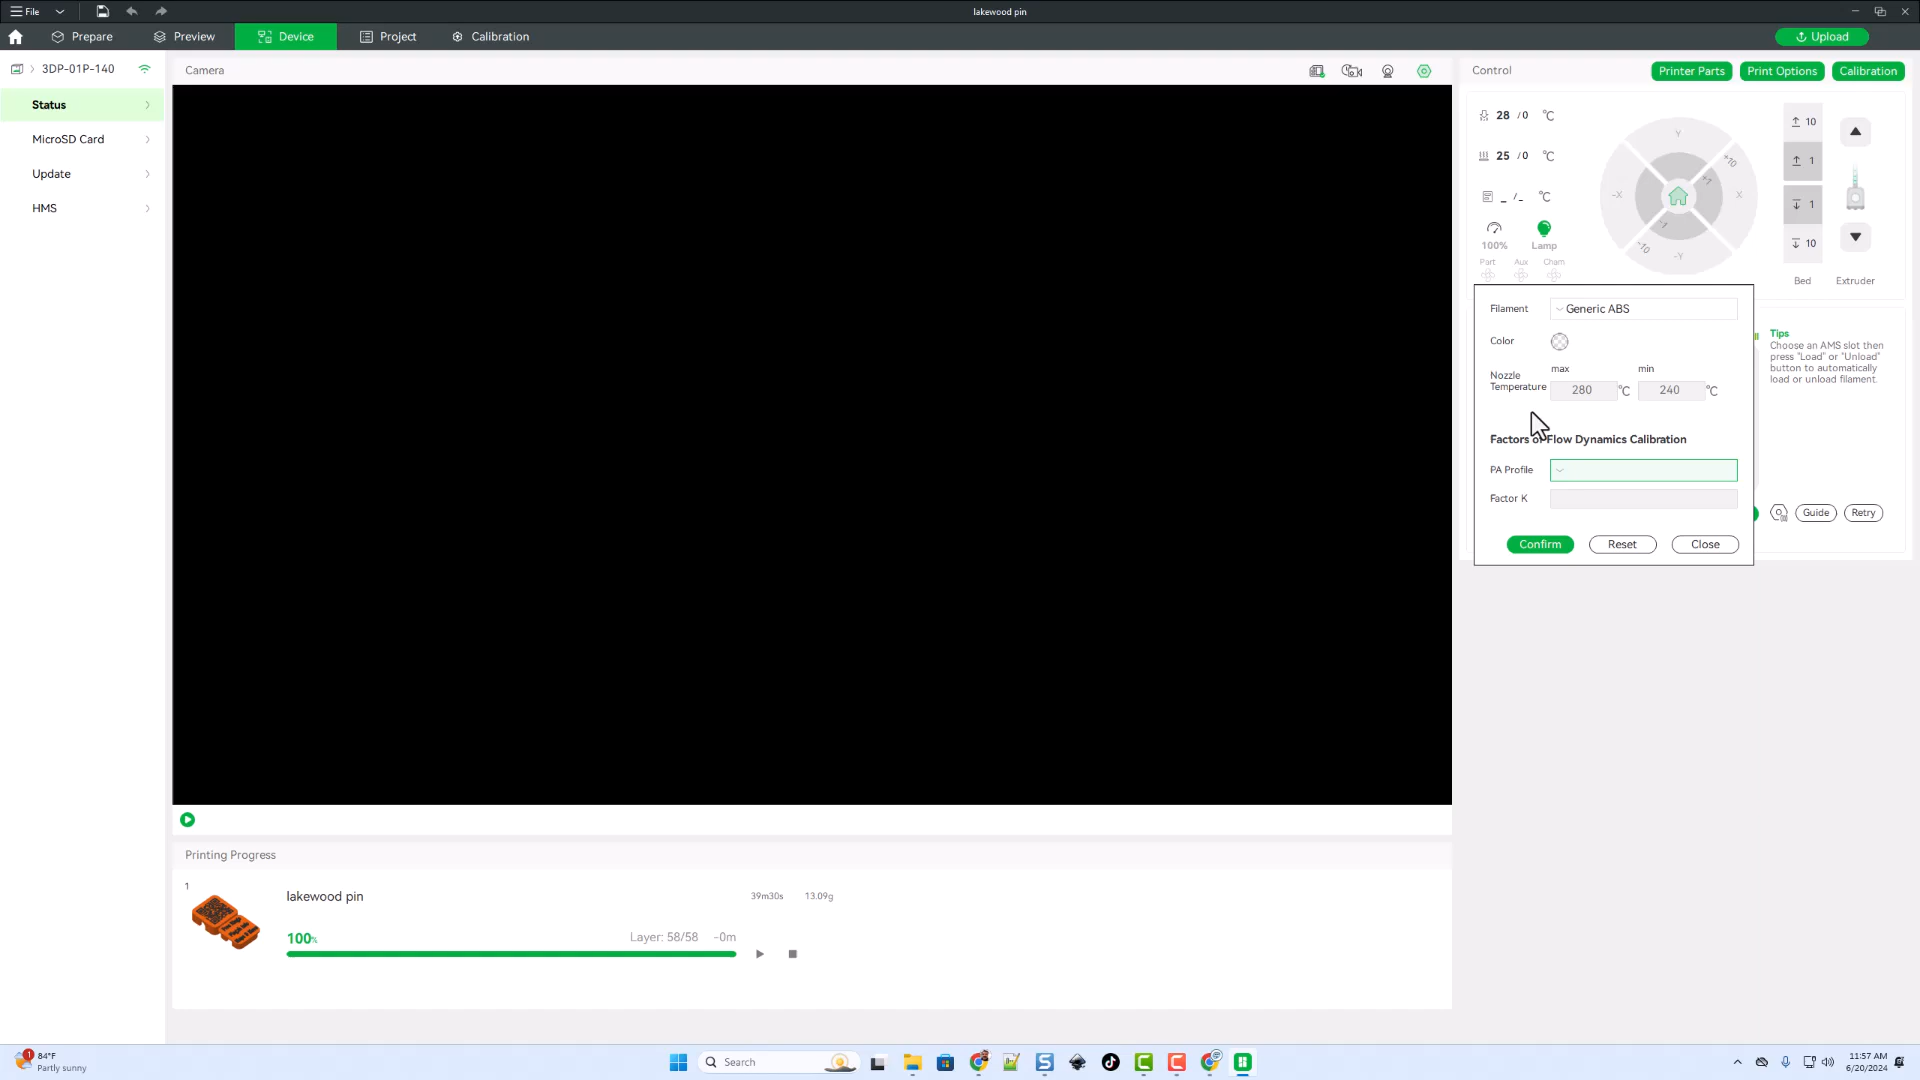 File
lakewood pin
Prepare
Preview
Device
Project
Calibration
Upload
3DP-01P-140
Status
MicroSD Card
Update
HMS
Camera
Control
Printer Parts
Print Options
Calibration
28 /0 °C
25 /0 °C
_ /_ °C
100%
Lamp
Part
Aux
Cham
Y
+10
+1
-X
X
-1
-10
-Y
10
1
1
10
Bed
Extruder
Filament
Generic ABS
Color
Nozzle
Temperature
max
min
280 °C
240 °C
Factors of Flow Dynamics Calibration
PA Profile
Factor K
Confirm
Reset
Close
Tips
Choose an AMS slot then
press "Load" or "Unload"
button to automatically
load or unload filament.
Guide
Retry
Printing Progress
1
lakewood pin
39m30s
13.09g
100%
Layer: 58/58
-0m
1
84°F
Partly sunny
Search
11:57 AM
6/20/2024